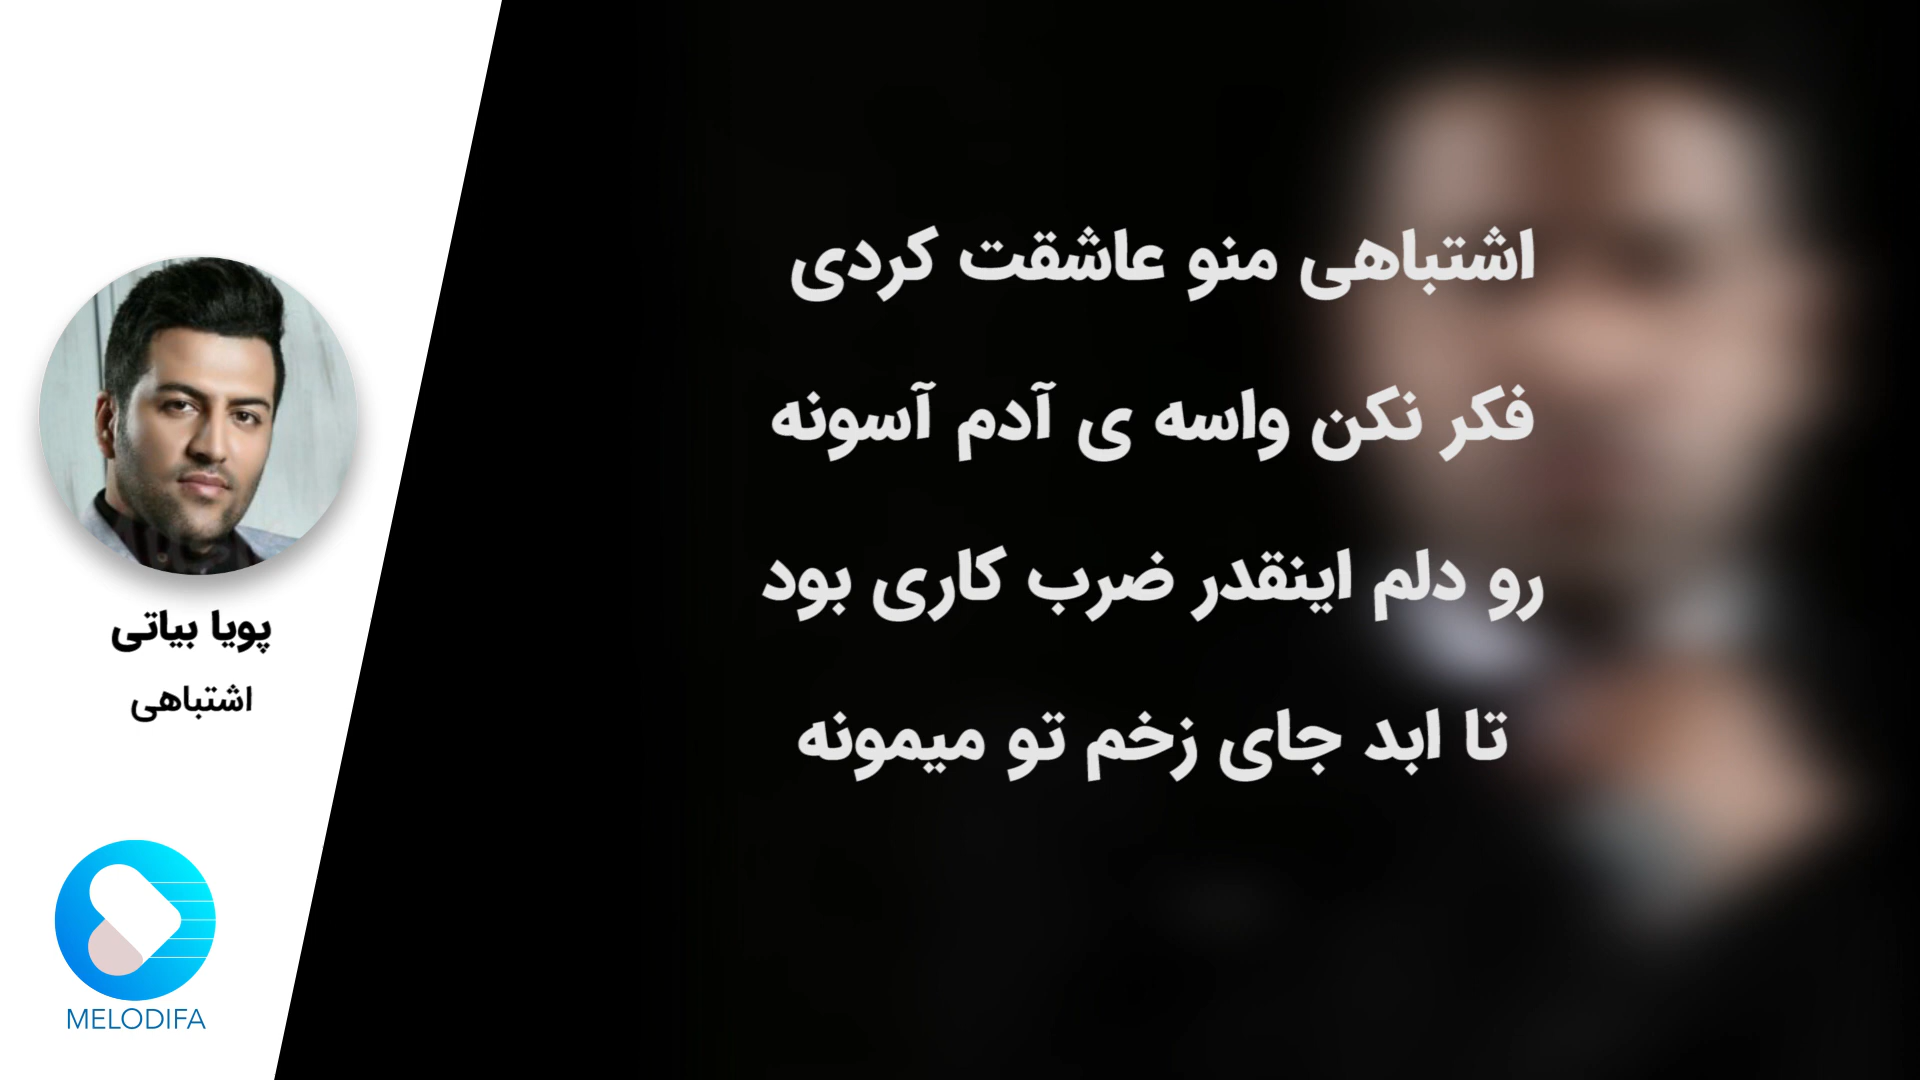 اشتباهی منو عاشقت کردی
فکر نکن واسه ی آدم آسونه
رو دلم اینقدر ضرب کاری بود
تا ابد جای زخم تو میمونه
پویا بیاتی
اشتباهی
MELODIFA